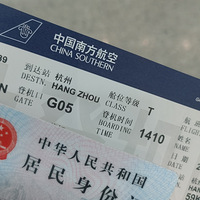 中国南方航空
CHINA SOUTHERN
到达站 杭州 舱位等级 T
DESTN. HANG ZHOU CLASS
登机口 G05 登机时间 1410
GATE BOARDING TIME
中华人民共和国
居民身份